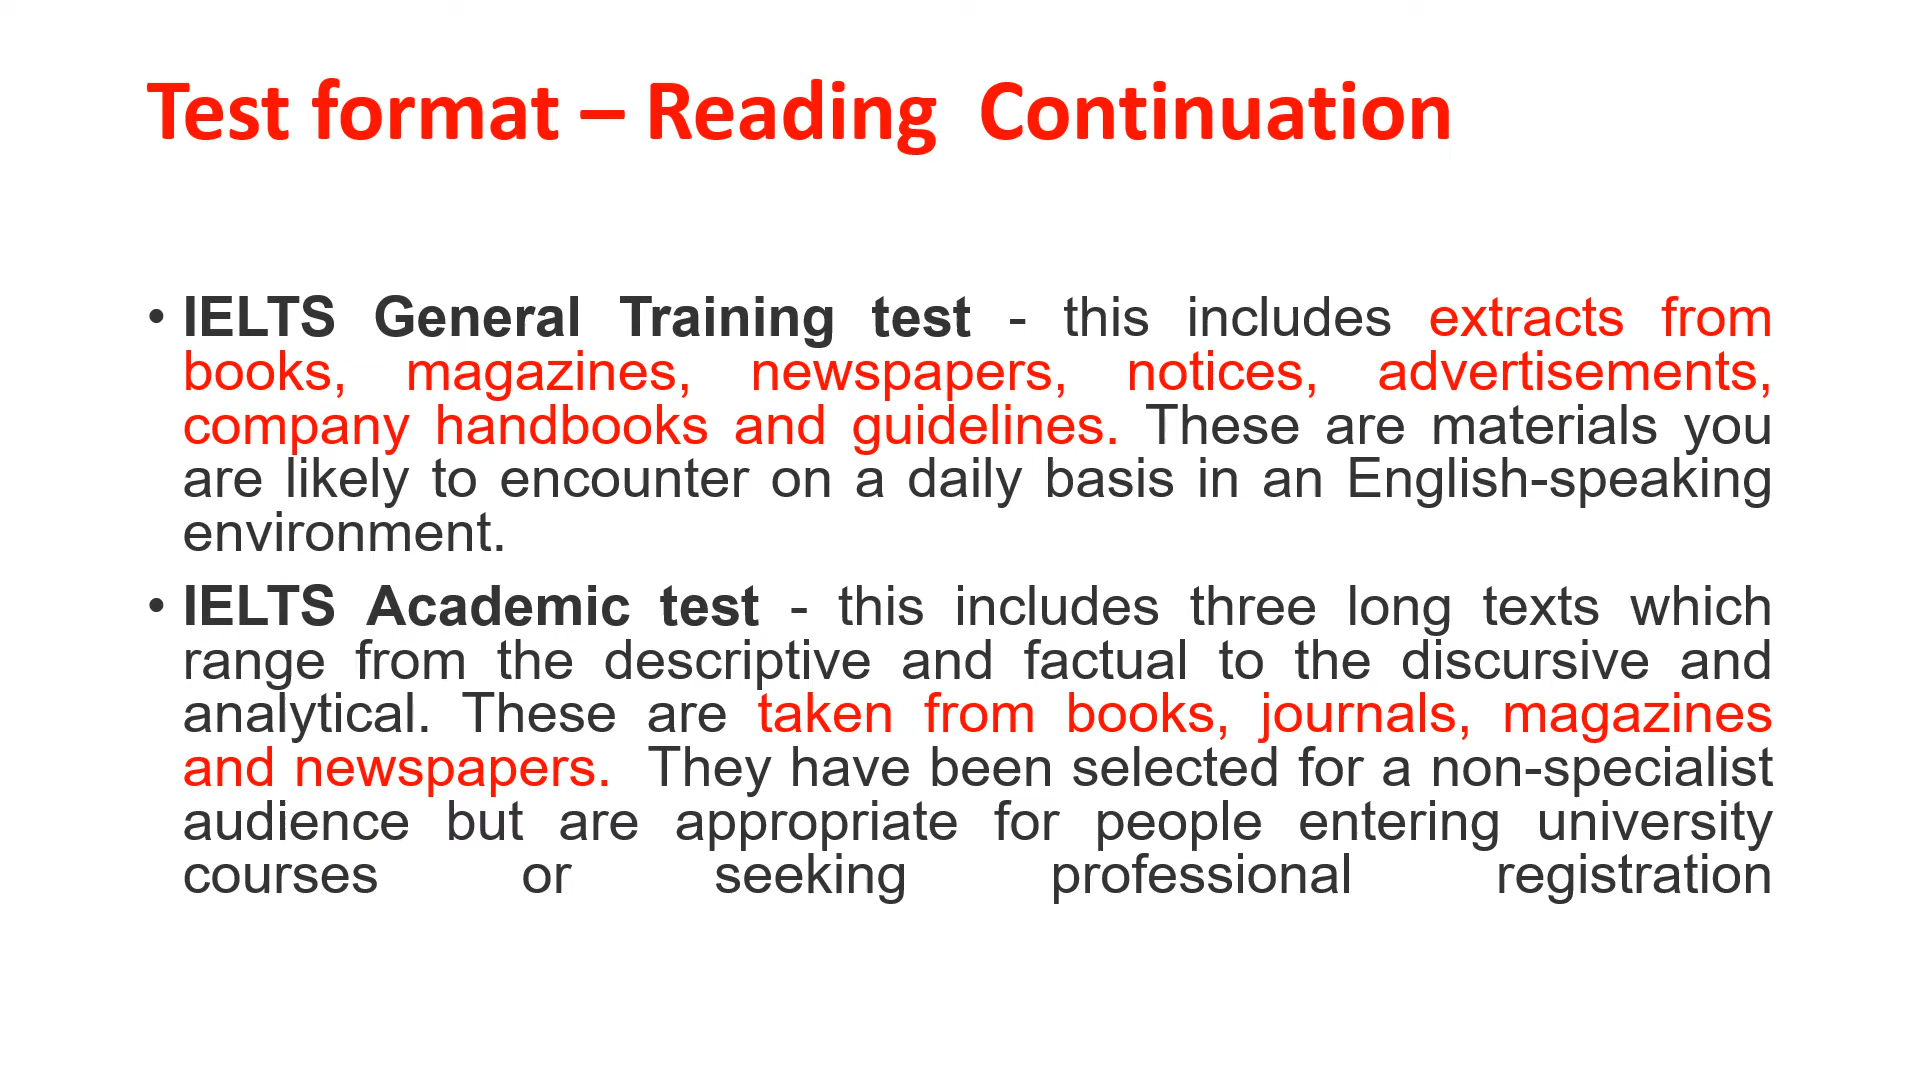 Test format – Reading  Continuation
• IELTS General Training test - this includes extracts from
books, magazines, newspapers, notices, advertisements,
company handbooks and guidelines. These are materials you
are likely to encounter on a daily basis in an English-speaking
environment.
• IELTS Academic test - this includes three long texts which
range from the descriptive and factual to the discursive and
analytical. These are taken from books, journals, magazines
and newspapers.  They have been selected for a non-specialist
audience but are appropriate for people entering university
courses or seeking professional registration